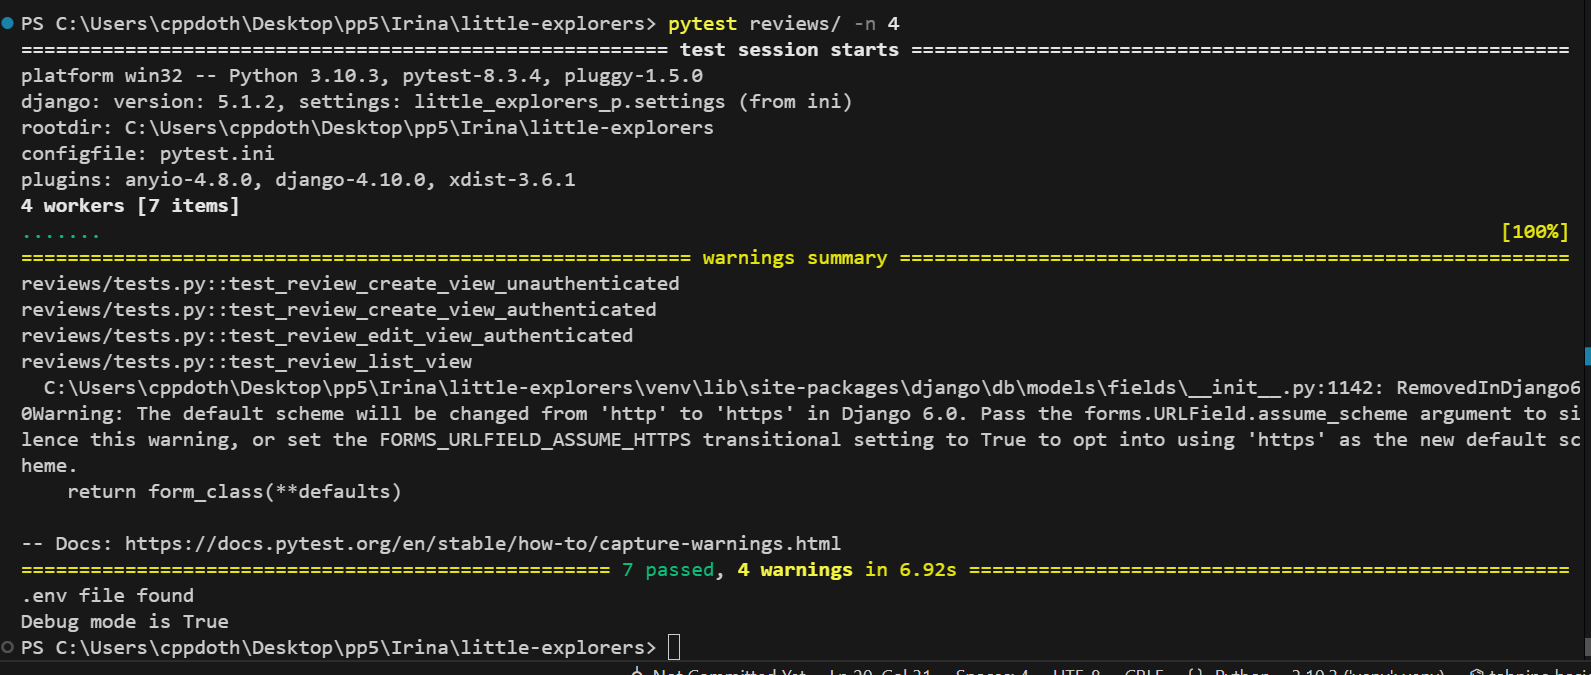 PS C:\Users\cppdoth\Desktop\pp5\Irina\little-explorers> pytest reviews/ -n 4
======================================================== test session starts =========================================================
platform win32 -- Python 3.10.3, pytest-8.3.4, pluggy-1.5.0
django: version: 5.1.2, settings: little_explorers_p.settings (from ini)
rootdir: C:\Users\cppdoth\Desktop\pp5\Irina\little-explorers
configfile: pytest.ini
plugins: anyio-4.8.0, django-4.10.0, xdist-3.6.1
4 workers [7 items]
....... [100%]
========================================================== warnings summary ==========================================================
reviews/tests.py::test_review_create_view_unauthenticated
reviews/tests.py::test_review_create_view_authenticated
reviews/tests.py::test_review_edit_view_authenticated
reviews/tests.py::test_review_list_view
C:\Users\cppdoth\Desktop\pp5\Irina\little-explorers\venv\lib\site-packages\django\db\models\fields\__init__.py:1142: RemovedInDjango6
0Warning: The default scheme will be changed from 'http' to 'https' in Django 6.0. Pass the forms.URLField.assume_scheme argument to si
lence this warning, or set the FORMS_URLFIELD_ASSUME_HTTPS transitional setting to True to opt into using 'https' as the new default sc
heme.
return form_class(**defaults)
-- Docs: https://docs.pytest.org/en/stable/how-to/capture-warnings.html
=================================================== 7 passed, 4 warnings in 6.92s ====================================================
.env file found
Debug mode is True
PS C:\Users\cppdoth\Desktop\pp5\Irina\little-explorers>